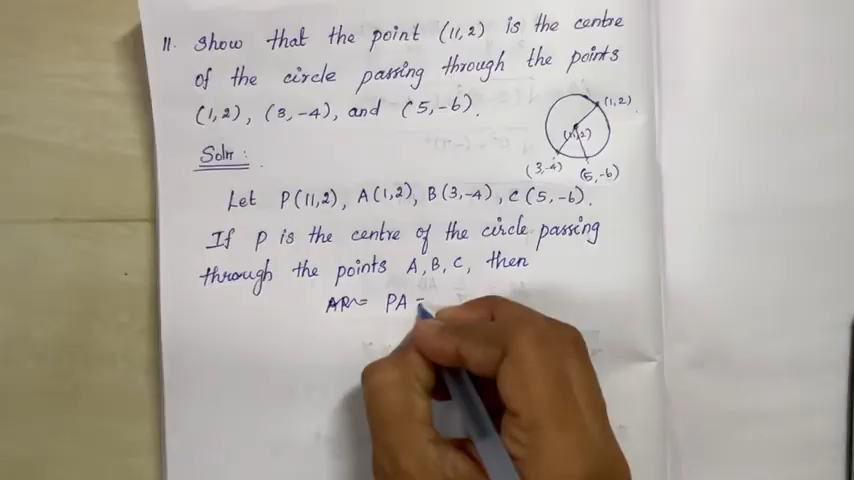 11. Show that the point (11,2) is the centre
of the circle passing through the points
(1,2), (3,-4), and (5,-6).
(1,2)
(11,2)
(3,-4) (5,-6)
Soln:
Let P(11,2), A(1,2), B(3,-4), C(5,-6).
If P is the centre of the circle passing
through the points A, B, C, then
PA =